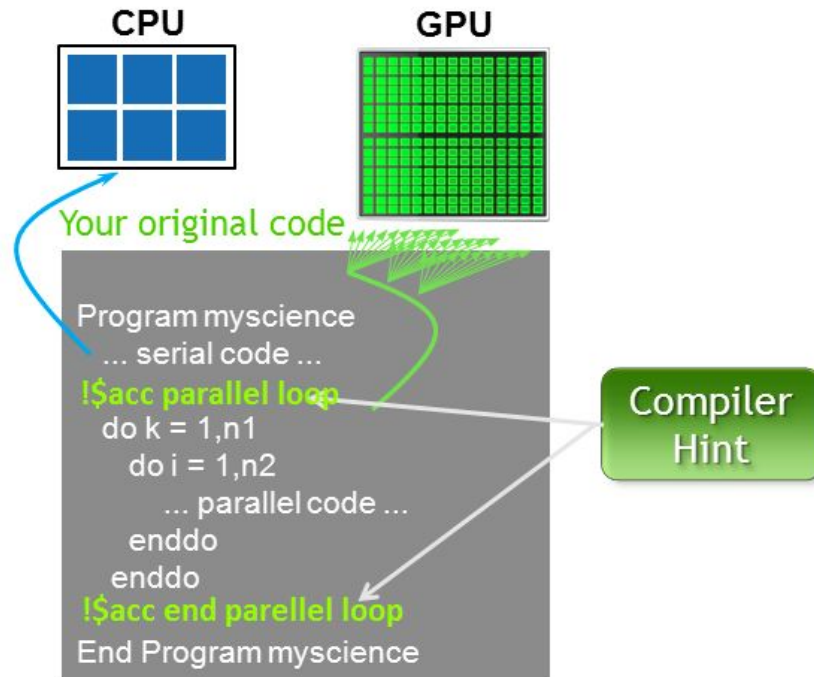 CPU
GPU
Your original code
Program myscience
... serial code ...
!$acc parallel loop
do k = 1,n1
do i = 1,n2
... parallel code ...
enddo
enddo
!$acc end parellel loop
End Program myscience
Compiler
Hint